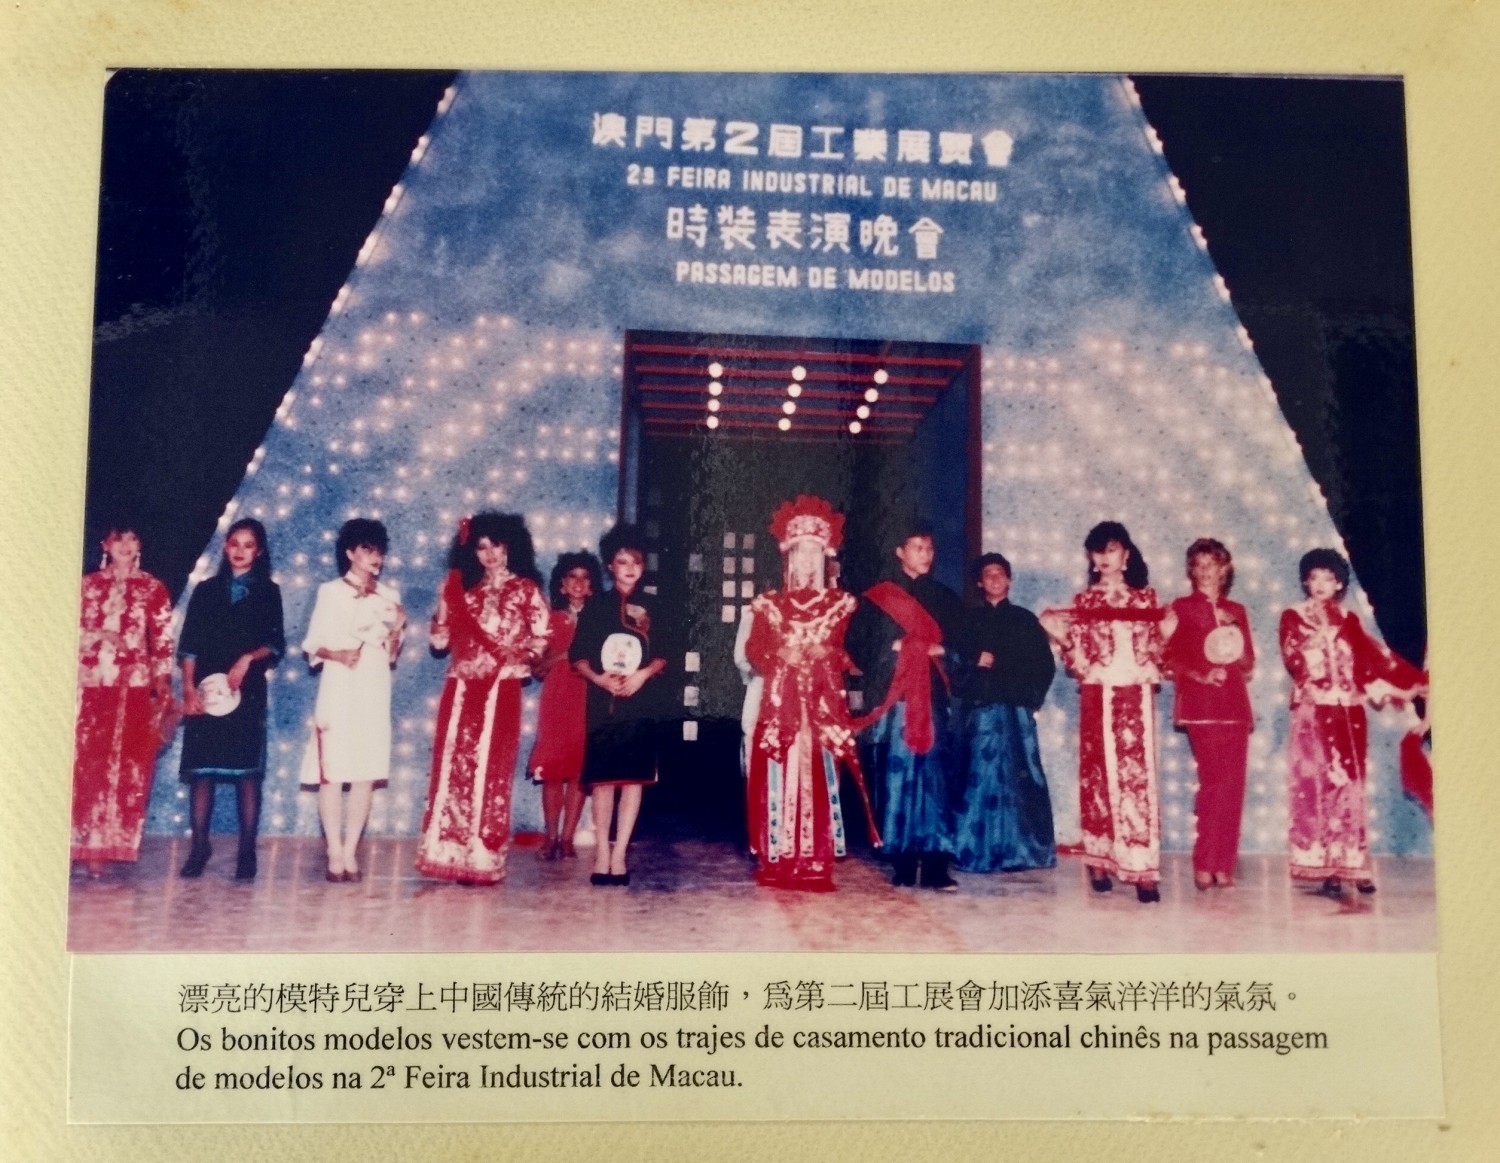 澳門第2屆工業展覽會
2ª FEIRA INDUSTRIAL DE MACAU
時裝表演晚會
PASSAGEM DE MODELOS
漂亮的模特兒穿上中國傳統的結婚服飾，為第二屆工展會加添喜氣洋洋的氣氛。
Os bonitos modelos vestem-se com os trajes de casamento tradicional chinês na passagem
de modelos na 2ª Feira Industrial de Macau.